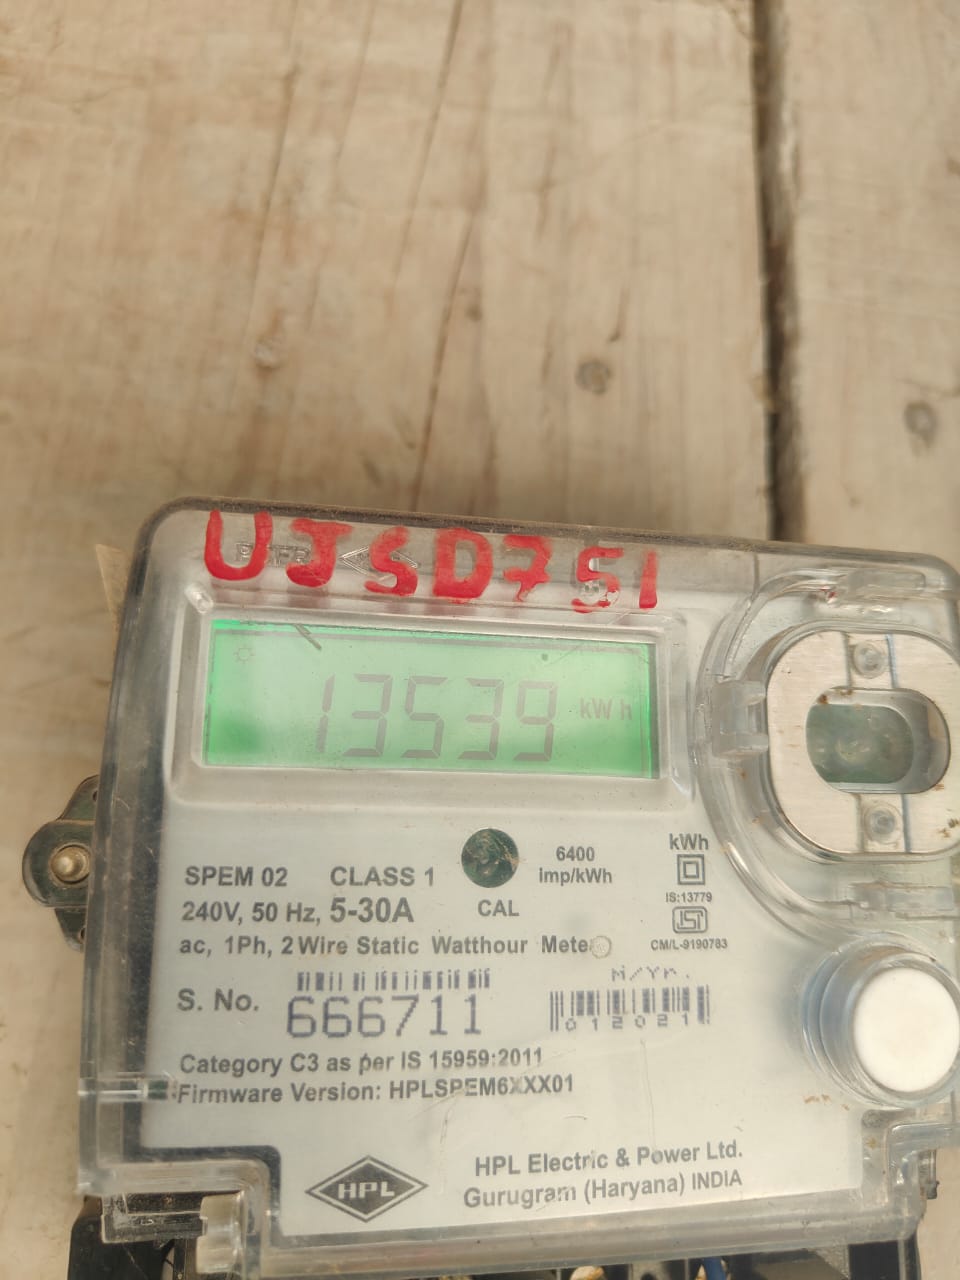 UJSD751
13539 kWh
SPEM 02 CLASS 1
CAL
6400
imp/kWh
kWh
IS:13779
CM/L-9190783
240V, 50 Hz, 5-30A
ac, 1Ph, 2 Wire Static Watthour Meter
M/Yr.
S. No. 666711
012021
Category C3 as per IS 15959:2011
Firmware Version: HPLSPEM6XXX01
HPL
HPL Electric & Power Ltd.
Gurugram (Haryana) INDIA